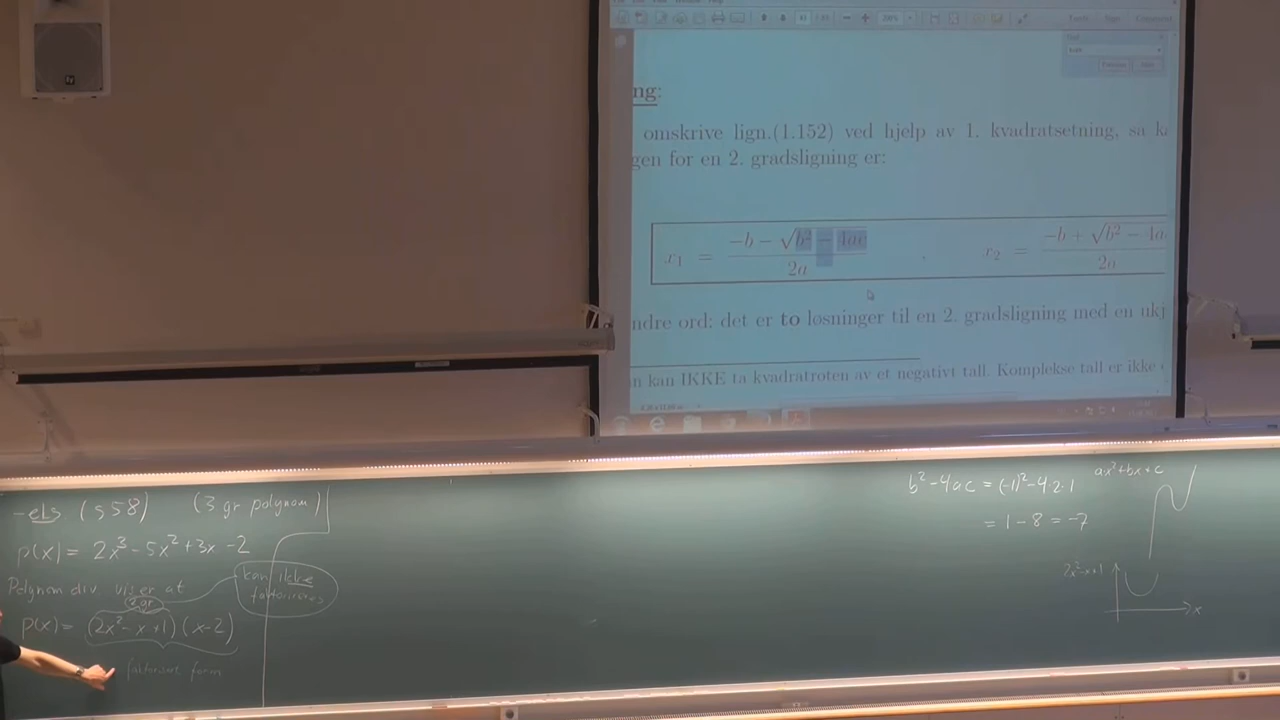 ng:
omskrive lign.(1.152) ved hjelp av 1. kvadratsetning, så k
gen for en 2. gradsligning er:
x₁ = (−b − √(b² − 4ac)) / 2a , x₂ = (−b + √(b² − 4a / 2a
ndre ord: det er to løsninger til en 2. gradsligning med en ukj
n kan IKKE ta kvadratroten av et negativt tall. Komplekse tall er ikke
-eks (s 58) (3 gr polynom)
p(x) = 2x³ - 5x² + 3x - 2
Polynom div. viser at
kan ikke
faktoriseres
2 gr
p(x) = (2x² - x + 1)(x - 2)
faktorisert form
b² - 4ac = (-1)² - 4·2·1
= 1 - 8 = -7
ax²+bx+c
2x²-x+1
x